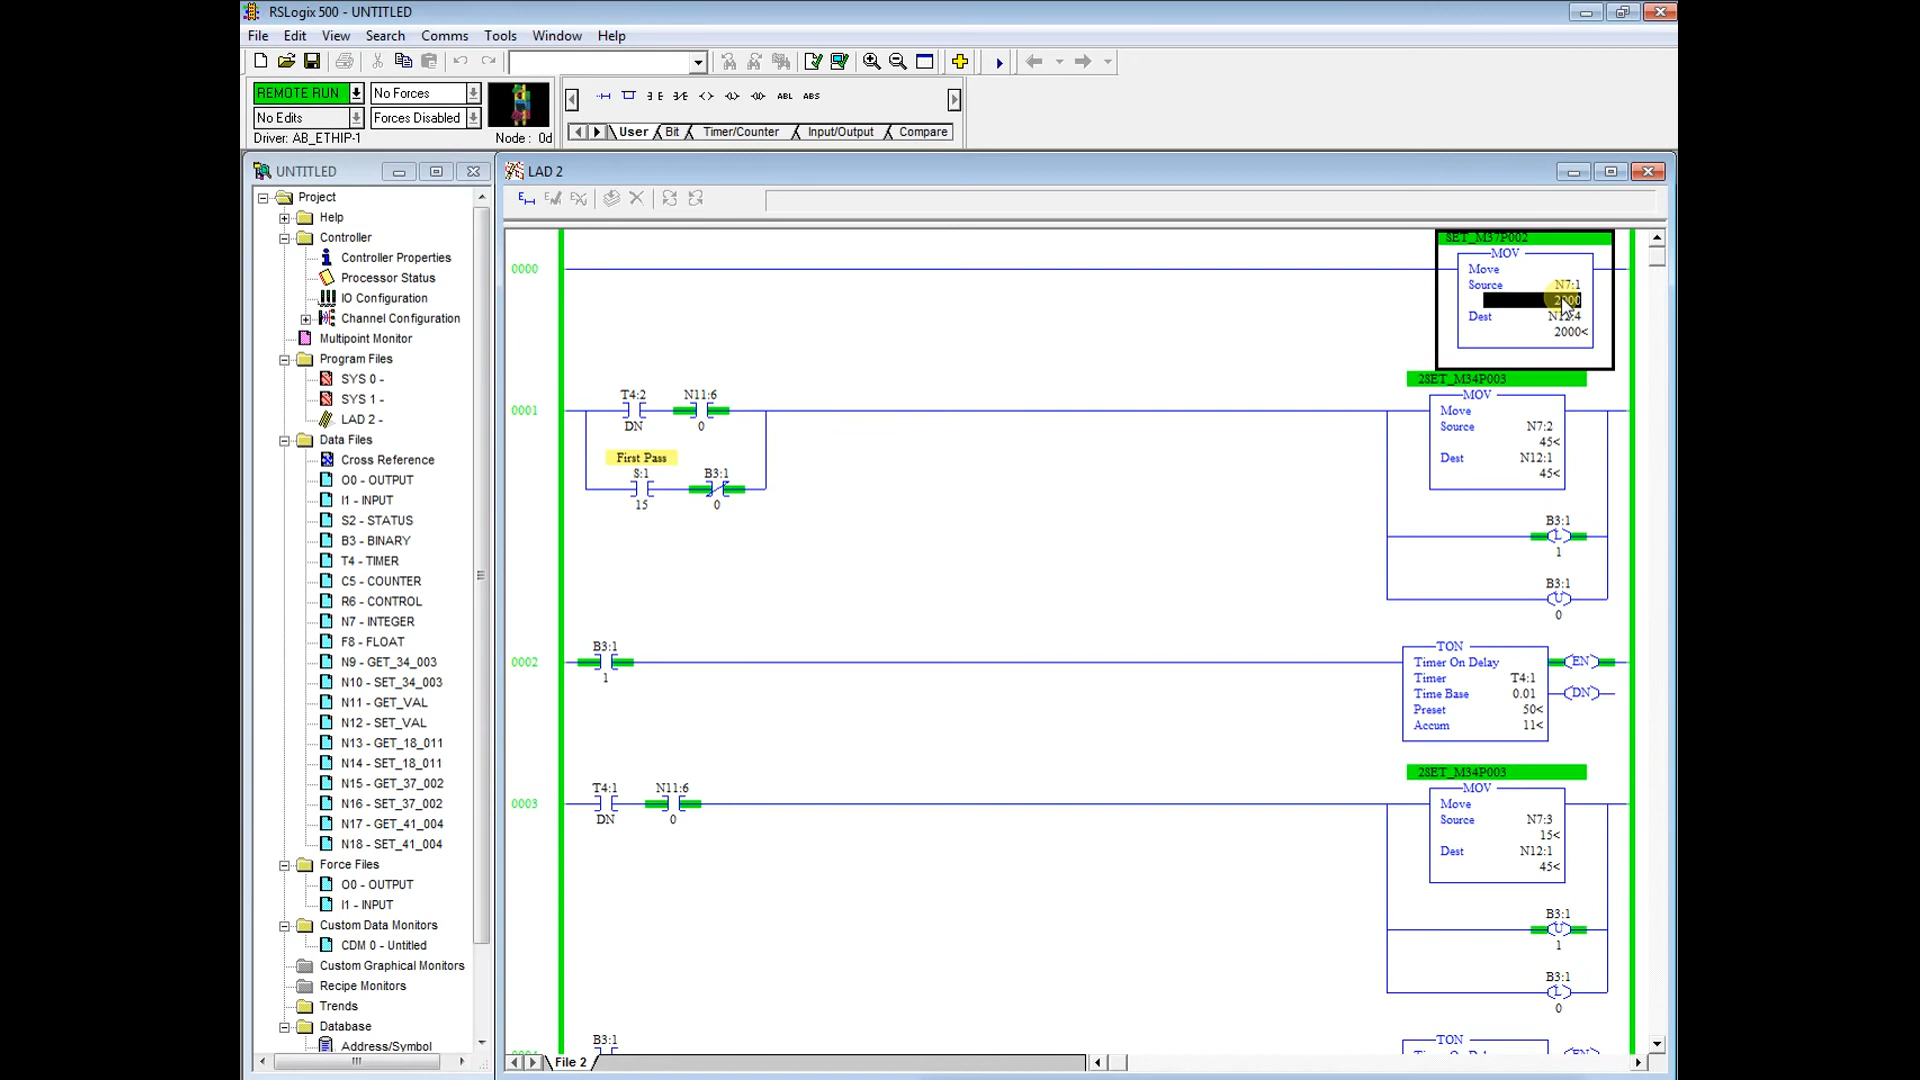 RSLogix 500 - UNTITLED
File Edit View Search Comms Tools Window Help
REMOTE RUN No Forces
No Edits Forces Disabled
Driver: AB_ETHIP-1 Node : 0d
ABL ABS
User Bit Timer/Counter Input/Output Compare
UNTITLED
Project
Help
Controller
Controller Properties
Processor Status
IO Configuration
Channel Configuration
Multipoint Monitor
Program Files
SYS 0 -
SYS 1 -
LAD 2 -
Data Files
Cross Reference
O0 - OUTPUT
I1 - INPUT
S2 - STATUS
B3 - BINARY
T4 - TIMER
C5 - COUNTER
R6 - CONTROL
N7 - INTEGER
F8 - FLOAT
N9 - GET_34_003
N10 - SET_34_003
N11 - GET_VAL
N12 - SET_VAL
N13 - GET_18_011
N14 - SET_18_011
N15 - GET_37_002
N16 - SET_37_002
N17 - GET_41_004
N18 - SET_41_004
Force Files
O0 - OUTPUT
I1 - INPUT
Custom Data Monitors
CDM 0 - Untitled
Custom Graphical Monitors
Recipe Monitors
Trends
Database
Address/Symbol
LAD 2
SET_M37P002
MOV
0000
Move
Source N7:1
2000
Dest N12:4
2000<
2SET_M34P003
T4:2 N11:6
MOV
0001
Move
DN 0
Source N7:2
45<
First Pass
Dest N12:1
S:1 B3:1
45<
15 0
B3:1
L
1
B3:1
U
0
B3:1
TON
0002
Timer On Delay EN
1
Timer T4:1
Time Base 0.01 DN
Preset 50<
Accum 11<
2SET_M34P003
T4:1 N11:6
MOV
0003
Move
DN 0
Source N7:3
15<
Dest N12:1
45<
B3:1
U
1
B3:1
L
0
B3:1
TON
File 2